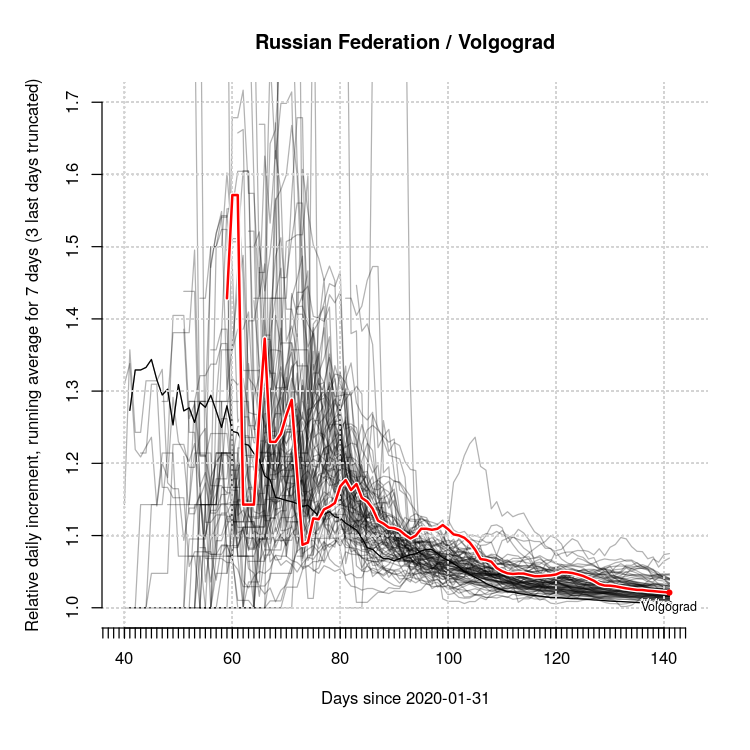 Russian Federation / Volgograd
Relative daily increment, running average for 7 days (3 last days truncated)
1.7
1.6
1.5
1.4
1.3
1.2
1.1
1.0
Volgograd
40 60 80 100 120 140
Days since 2020-01-31